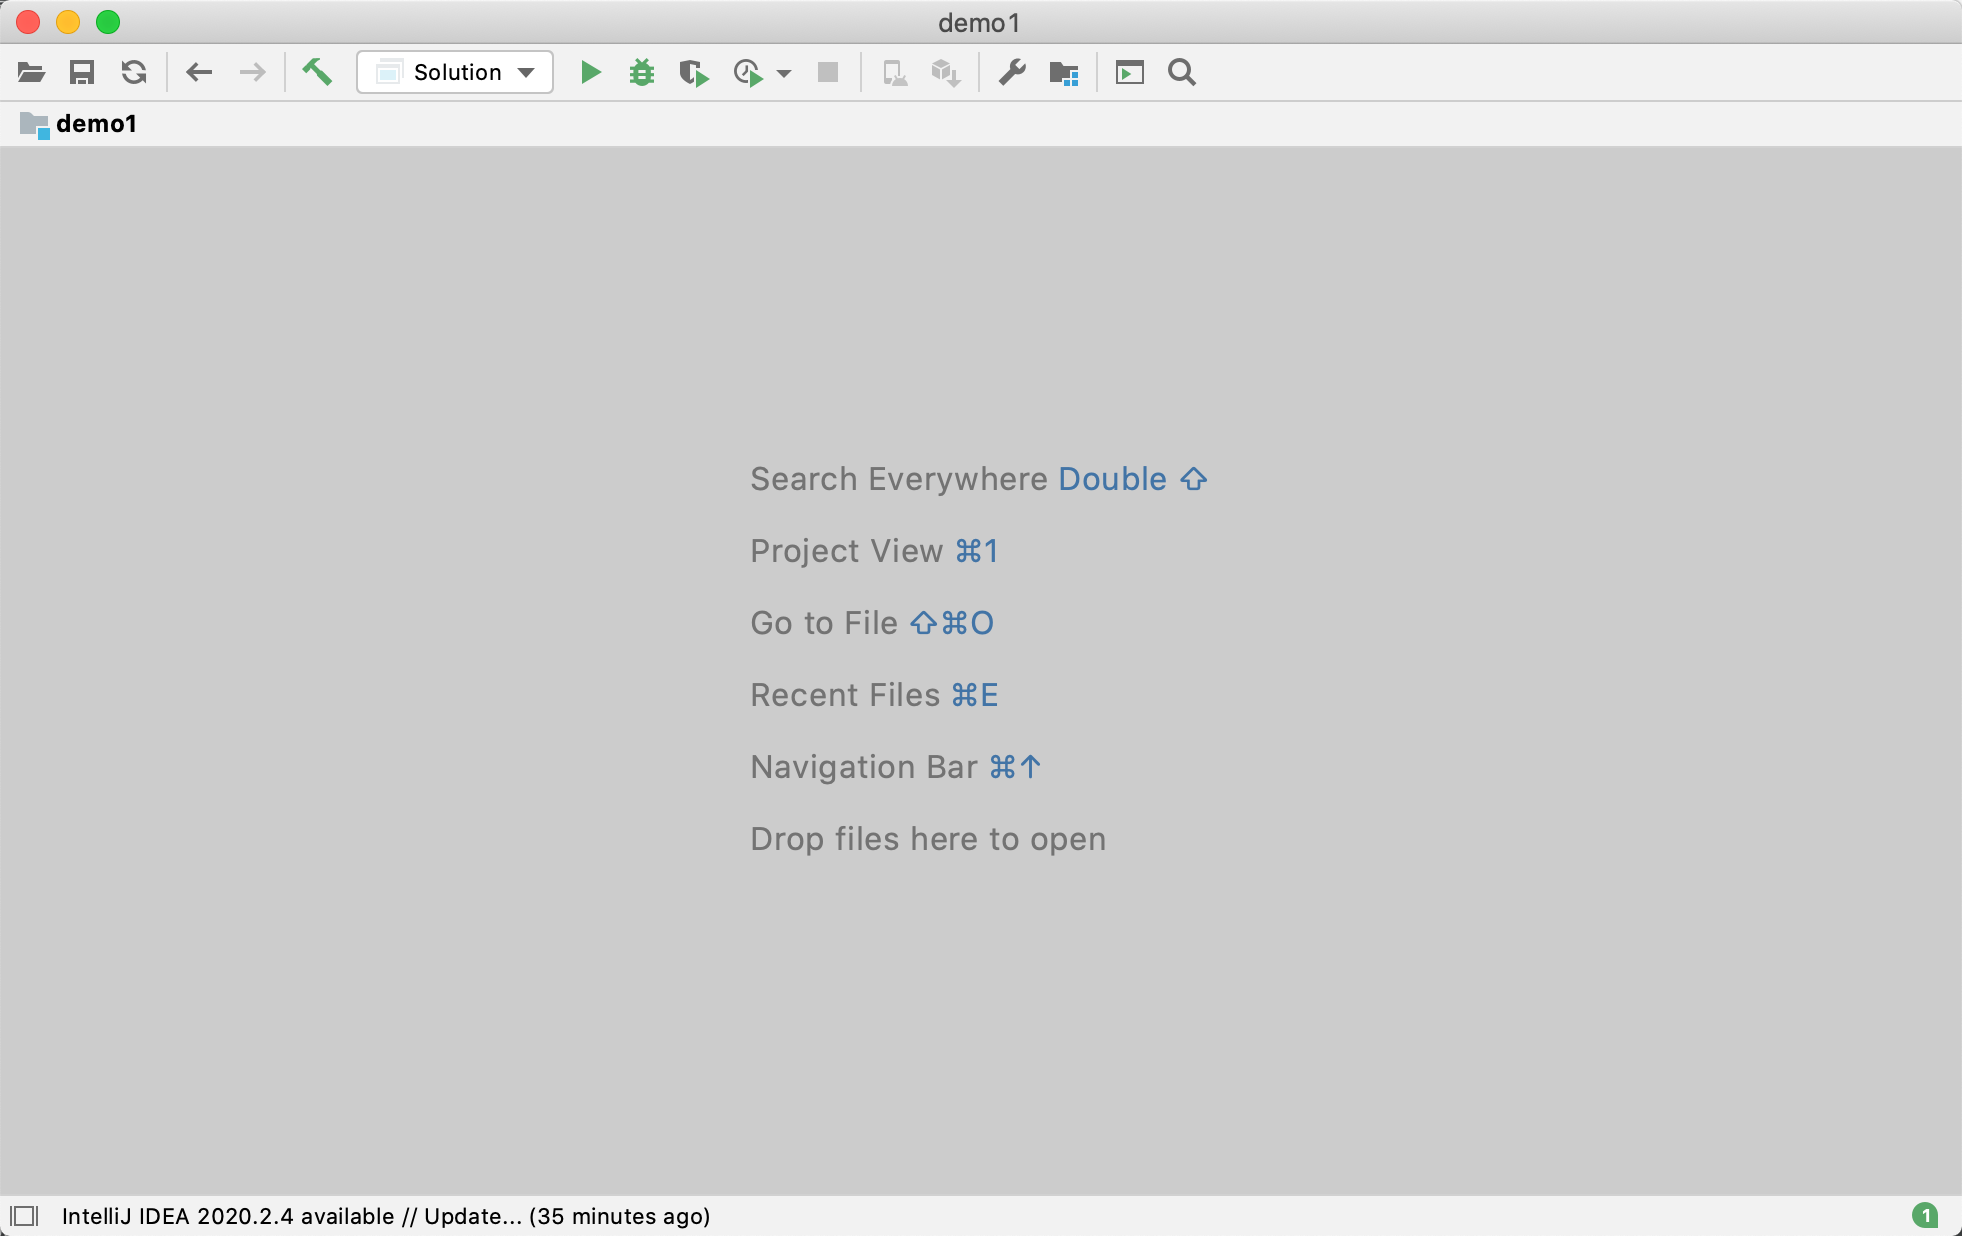 demo1
Solution
demo1
Search Everywhere Double ⇧
Project View ⌘1
Go to File ⇧⌘O
Recent Files ⌘E
Navigation Bar ⌘↑
Drop files here to open
IntelliJ IDEA 2020.2.4 available // Update... (35 minutes ago)
1